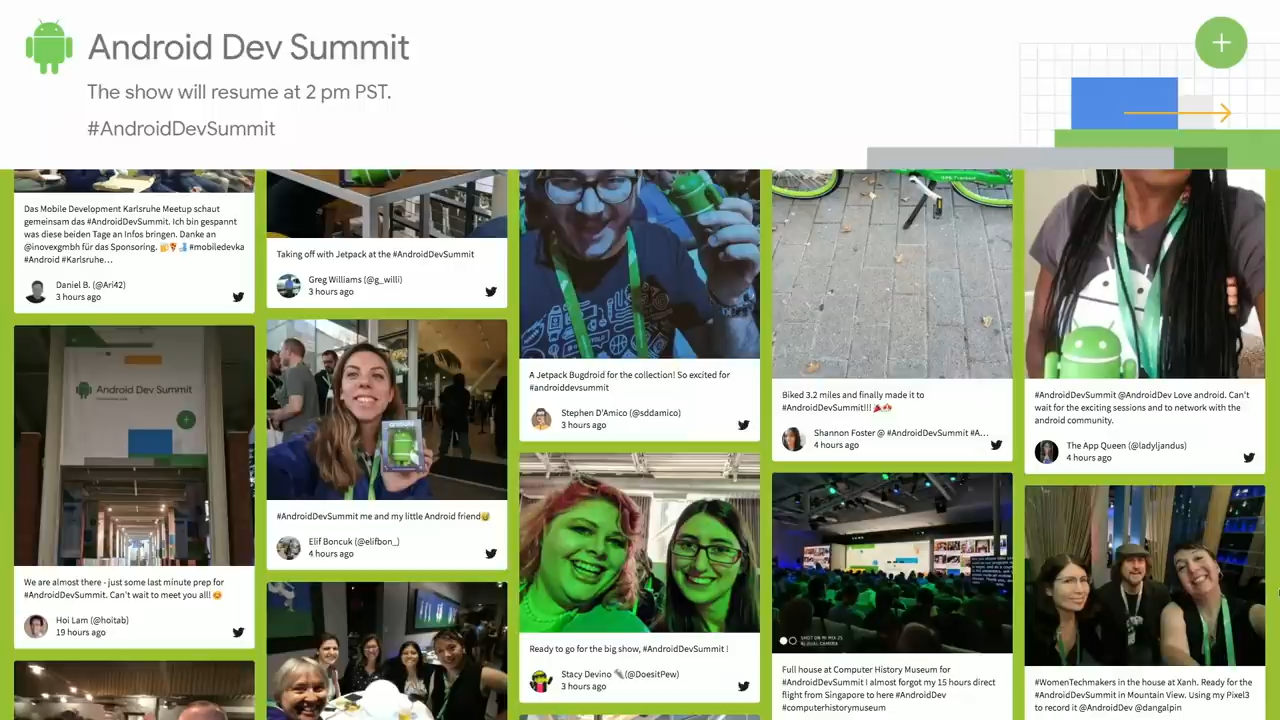 Android Dev Summit
The show will resume at 2 pm PST.
#AndroidDevSummit
Das Mobile Development Karlsruhe Meetup schaut
gemeinsam das #AndroidDevSummit. Ich bin gespannt
was diese beiden Tage an Infos bringen. Danke an
@inovexgmbh für das Sponsoring. 🍻🍕💦 #mobiledevka
#Android #Karlsruhe…
Daniel B. (@Ari42)
3 hours ago
Android Dev Summit
We are almost there - just some last minute prep for
#AndroidDevSummit. Can't wait to meet you all! 😊
Hoi Lam (@hoitab)
19 hours ago
Taking off with Jetpack at the #AndroidDevSummit
Greg Williams (@g_willi)
3 hours ago
#AndroidDevSummit me and my little Android friend😅
Elif Boncuk (@elifbon_)
4 hours ago
A Jetpack Bugdroid for the collection! So excited for
#androiddevsummit
Stephen D'Amico (@sddamico)
3 hours ago
Ready to go for the big show, #AndroidDevSummit !
Stacy Devino (@DoesitPew)
3 hours ago
Biked 3.2 miles and finally made it to
#AndroidDevSummit!!!
Shannon Foster @ #AndroidDevSummit #A…
4 hours ago
SHOT ON MI MIX 2S
AI DUAL CAMERA
Full house at Computer History Museum for
#AndroidDevSummit I almost forgot my 15 hours direct
flight from Singapore to here #AndroidDev
#computerhistorymuseum
#AndroidDevSummit @AndroidDev Love android. Can't
wait for the exciting sessions and to network with the
android community.
The App Queen (@ladyljandus)
4 hours ago
#WomenTechmakers in the house at Xanh. Ready for the
#AndroidDevSummit in Mountain View. Using my Pixel3
to record it @AndroidDev @dangalpin